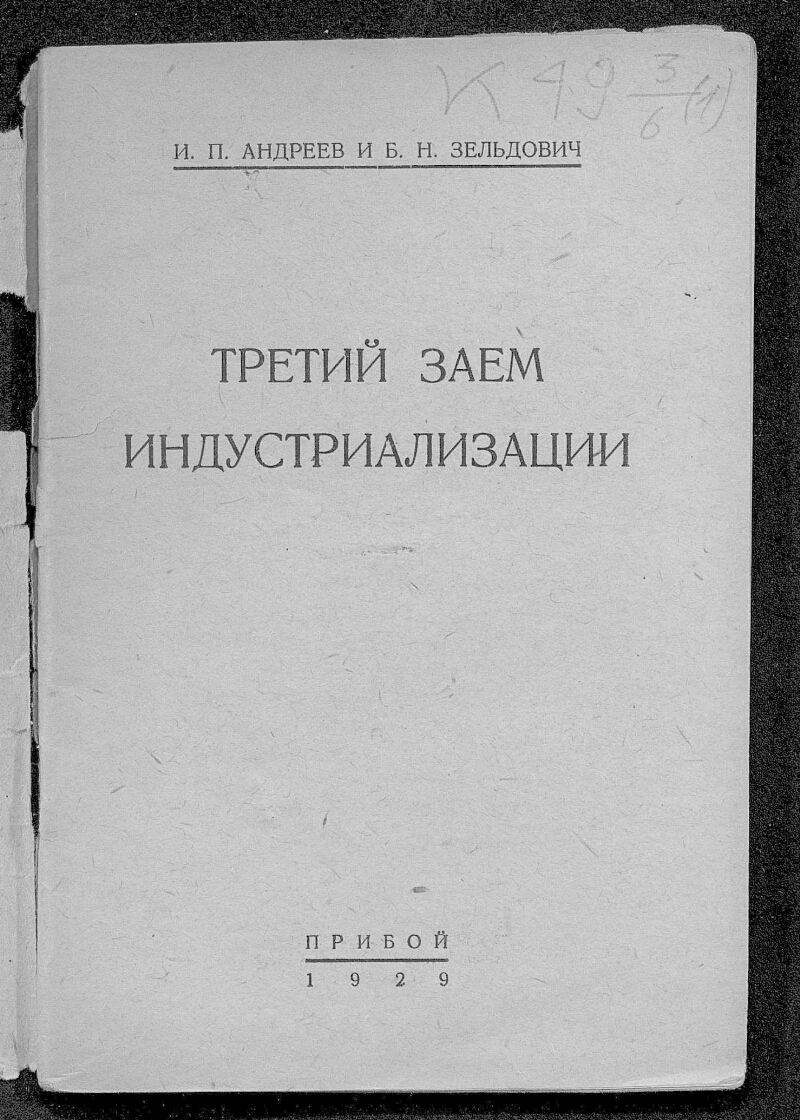 К 49 3/6 (1)
И. П. АНДРЕЕВ И Б. Н. ЗЕЛЬДОВИЧ
ТРЕТИЙ ЗАЕМ
ИНДУСТРИАЛИЗАЦИИ
ПРИБОЙ
1929